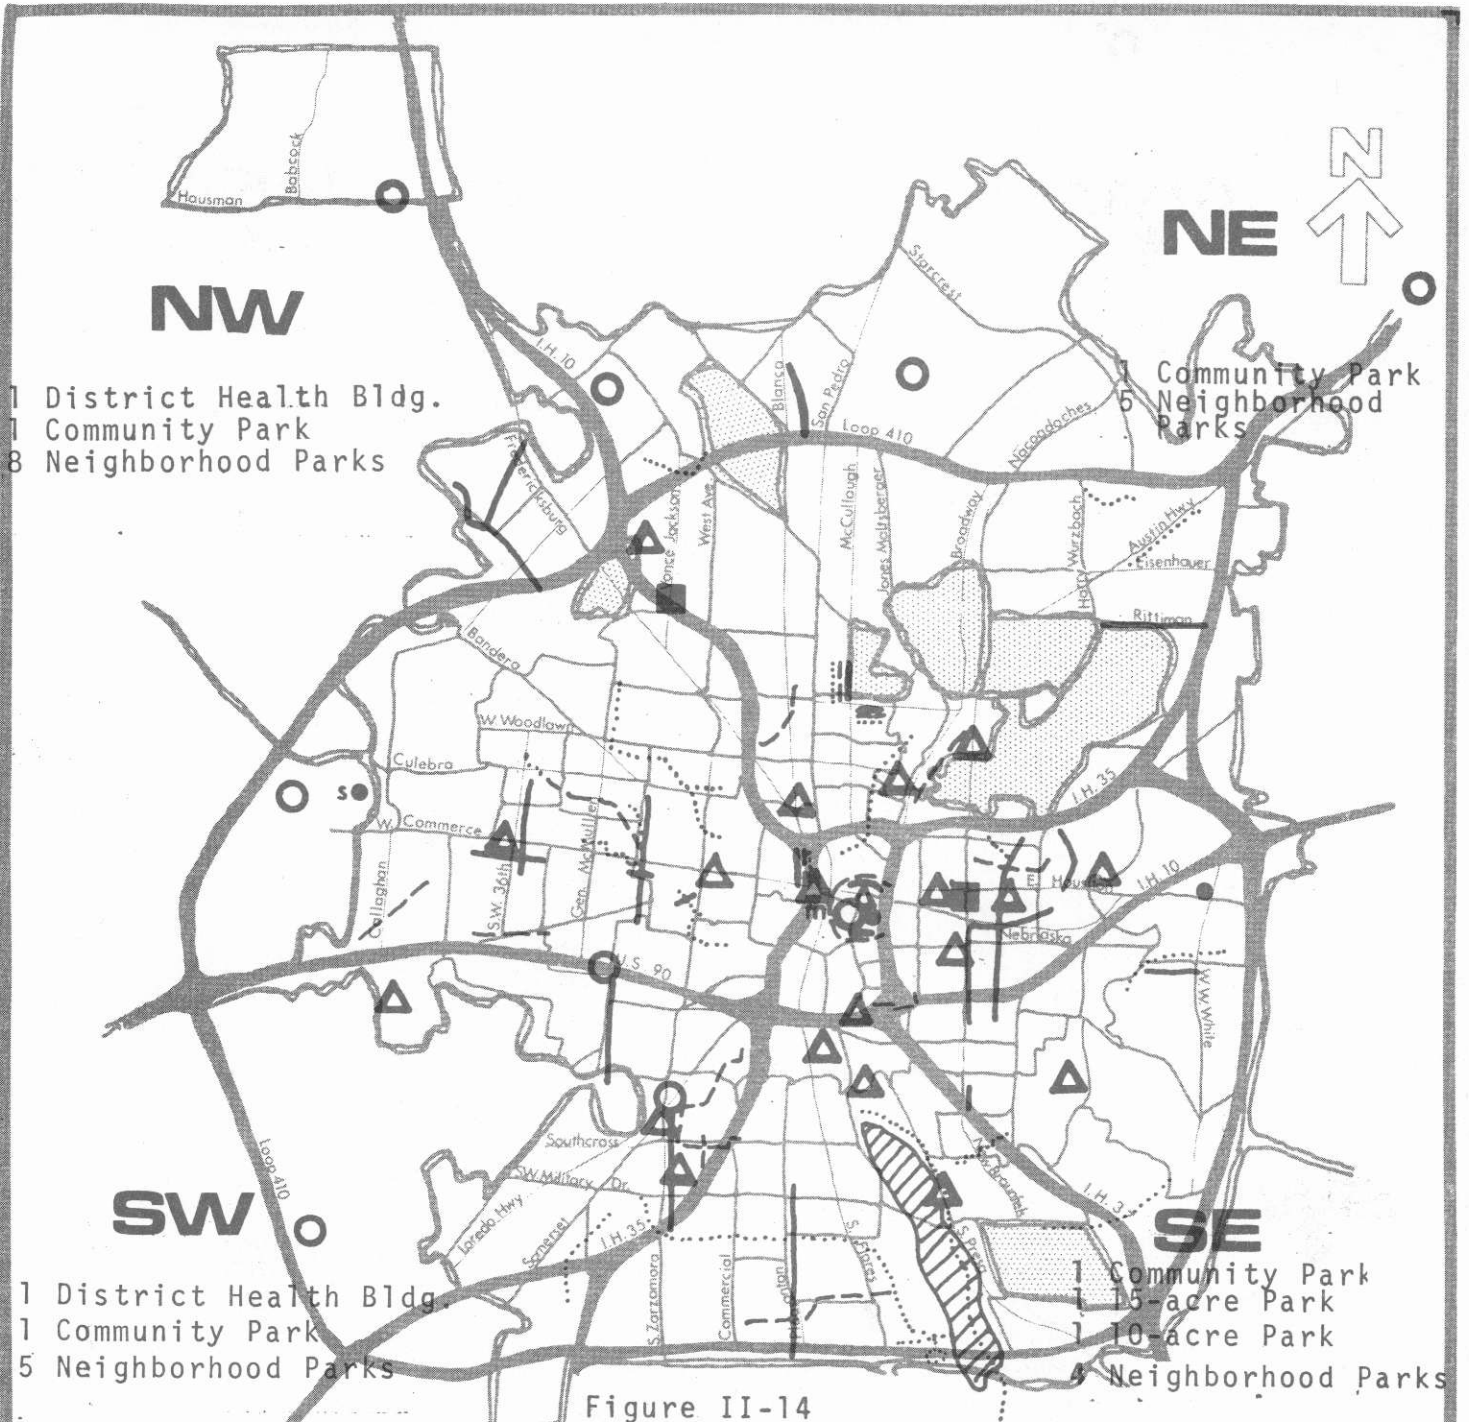 N
NE
Hausman
Babcock
NW
Starcrest
I.H. 10
1 District Health Bldg.
1 Community Park
8 Neighborhood Parks
1 Community Park
5 Neighborhood
Parks
Blanco
San Pedro
Loop 410
Nacogdoches
Fredericksburg
Vance Jackson
West Ave.
McCullough
Jones Maltsberger
Broadway
Harry Wurzbach
Austin Hwy
Eisenhauer
Rittiman
Bandera
W. Woodlawn
Culebra
S
I.H. 35
W. Commerce
Gen. McMullen
Callaghan
S.W. 36th
E. Houston
I.H. 10
Nebraska
U.S. 90
W.W. White
Southcross
SW Military Dr.
New Braunfels
Loop 410
SW
Laredo Hwy
Somerset
I.H. 35
S. Flores
S. Presa
I.H. 37
SE
S. Zarzamora
Commercial
1 District Health Bldg.
1 Community Park
5 Neighborhood Parks
1 Community Park
1 15-acre Park
1 10-acre Park
4 Neighborhood Parks
Figure II-14